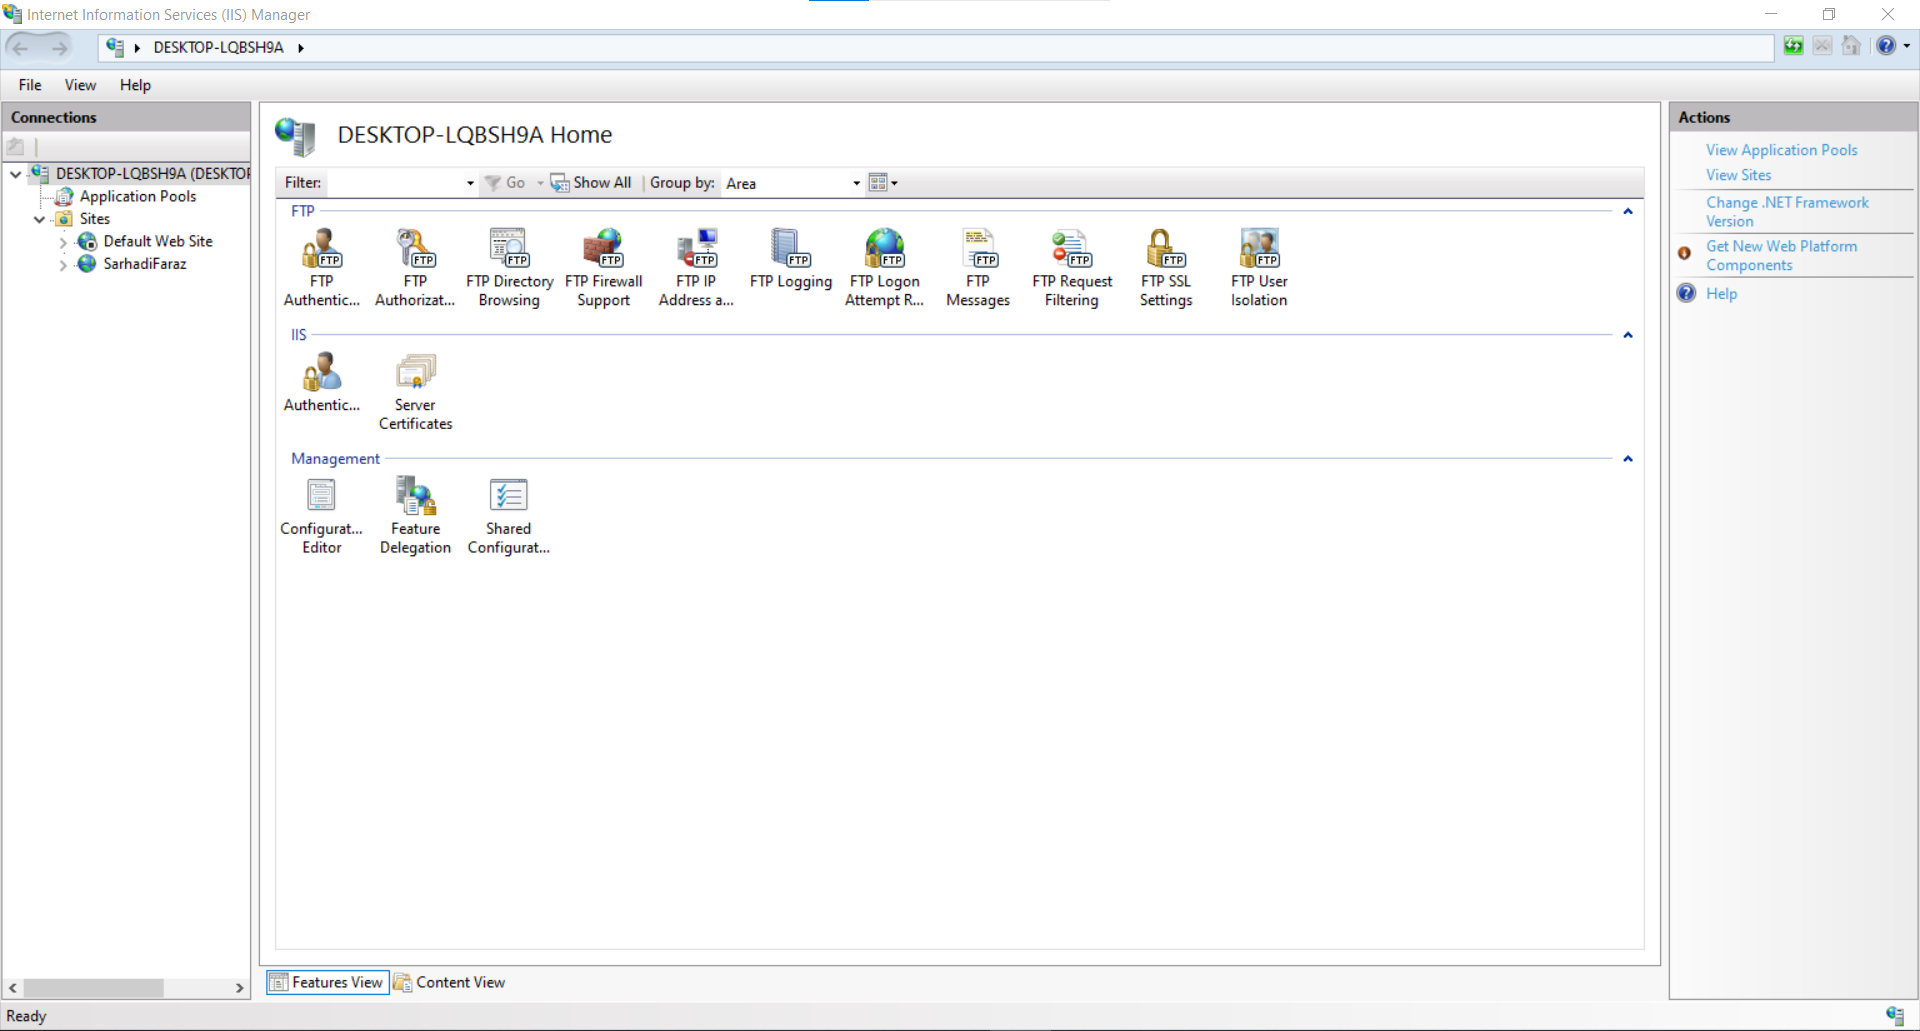 Internet Information Services (IIS) Manager
DESKTOP-LQBSH9A
File View Help
Connections
DESKTOP-LQBSH9A (DESKTOP
Application Pools
Sites
Default Web Site
SarhadiFaraz
DESKTOP-LQBSH9A Home
Filter: Go Show All Group by: Area
FTP
FTP Authentic...
FTP Authorizat...
FTP Directory Browsing
FTP Firewall Support
FTP IP Address a...
FTP Logging
FTP Logon Attempt R...
FTP Messages
FTP Request Filtering
FTP SSL Settings
FTP User Isolation
IIS
Authentic...
Server Certificates
Management
Configurat... Editor
Feature Delegation
Shared Configurat...
Features View Content View
Actions
View Application Pools
View Sites
Change .NET Framework
Version
Get New Web Platform
Components
Help
Ready